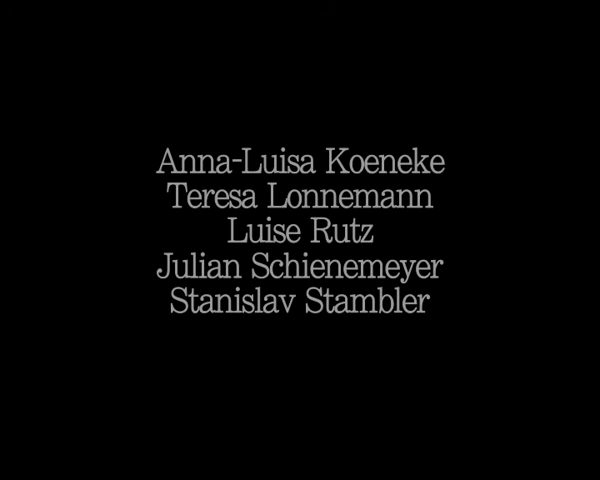 Anna-Luisa Koeneke
Teresa Lonnemann
Luise Rutz
Julian Schienemeyer
Stanislav Stambler